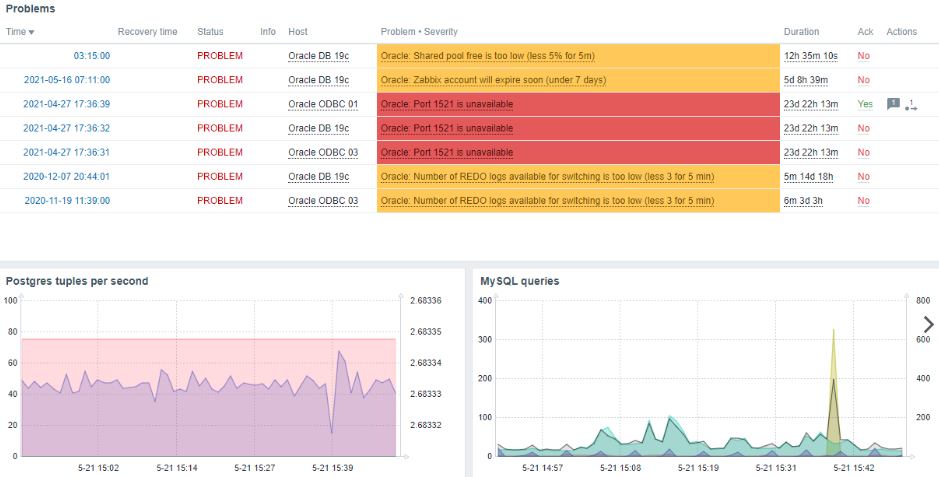 Problems
Time ▼ Recovery time Status Info Host Problem • Severity Duration Ack Actions
03:15:00 PROBLEM Oracle DB 19c Oracle: Shared pool free is too low (less 5% for 5m) 12h 35m 10s No
2021-05-16 07:11:00 PROBLEM Oracle DB 19c Oracle: Zabbix account will expire soon (under 7 days) 5d 8h 39m No
2021-04-27 17:36:39 PROBLEM Oracle ODBC 01 Oracle: Port 1521 is unavailable 23d 22h 13m Yes 1 1
2021-04-27 17:36:32 PROBLEM Oracle DB 19c Oracle: Port 1521 is unavailable 23d 22h 13m No
2021-04-27 17:36:31 PROBLEM Oracle ODBC 03 Oracle: Port 1521 is unavailable 23d 22h 13m No
2020-12-07 20:44:01 PROBLEM Oracle DB 19c Oracle: Number of REDO logs available for switching is too low (less 3 for 5 min) 5m 14d 18h No
2020-11-19 11:39:00 PROBLEM Oracle ODBC 03 Oracle: Number of REDO logs available for switching is too low (less 3 for 5 min) 6m 3d 3h No
Postgres tuples per second
100 2.68336
80 2.68335
60 2.68334
40 2.68333
20 2.68332
0
5-21 15:02 5-21 15:14 5-21 15:27 5-21 15:39
MySQL queries
400 800
300 600
200 400
100 200
0 0
5-21 14:57 5-21 15:08 5-21 15:19 5-21 15:31 5-21 15:42